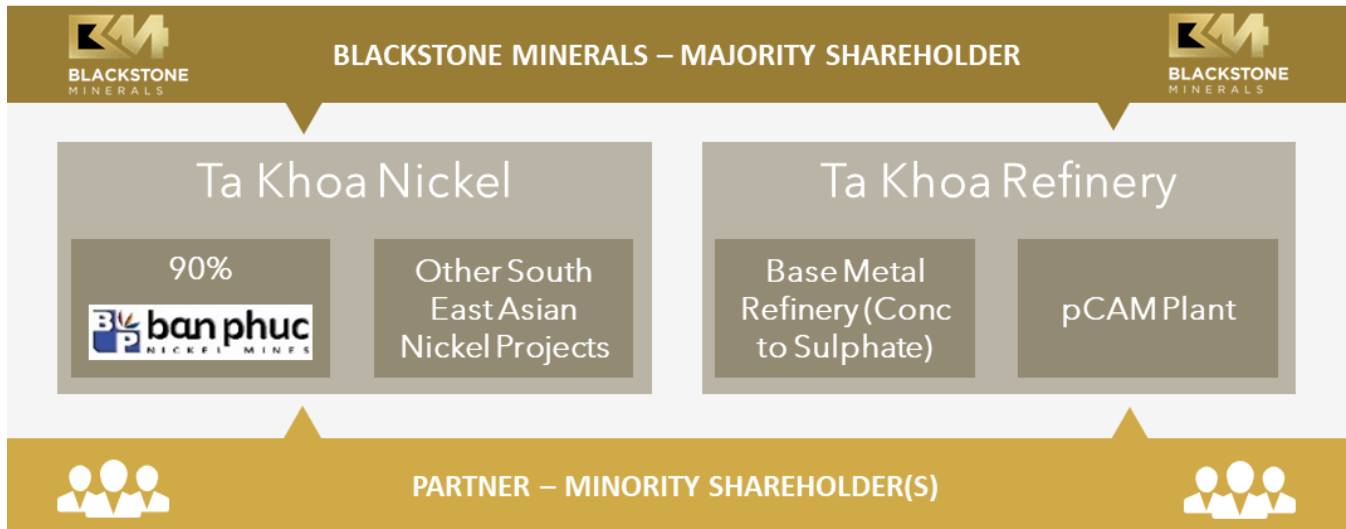 BLACKSTONE
MINERALS
BLACKSTONE MINERALS – MAJORITY SHAREHOLDER
BLACKSTONE
MINERALS
Ta Khoa Nickel
90%
BP ban phuc
NICKEL MINES
Other South
East Asian
Nickel Projects
Ta Khoa Refinery
Base Metal
Refinery (Conc
to Sulphate)
pCAM Plant
PARTNER – MINORITY SHAREHOLDER(S)